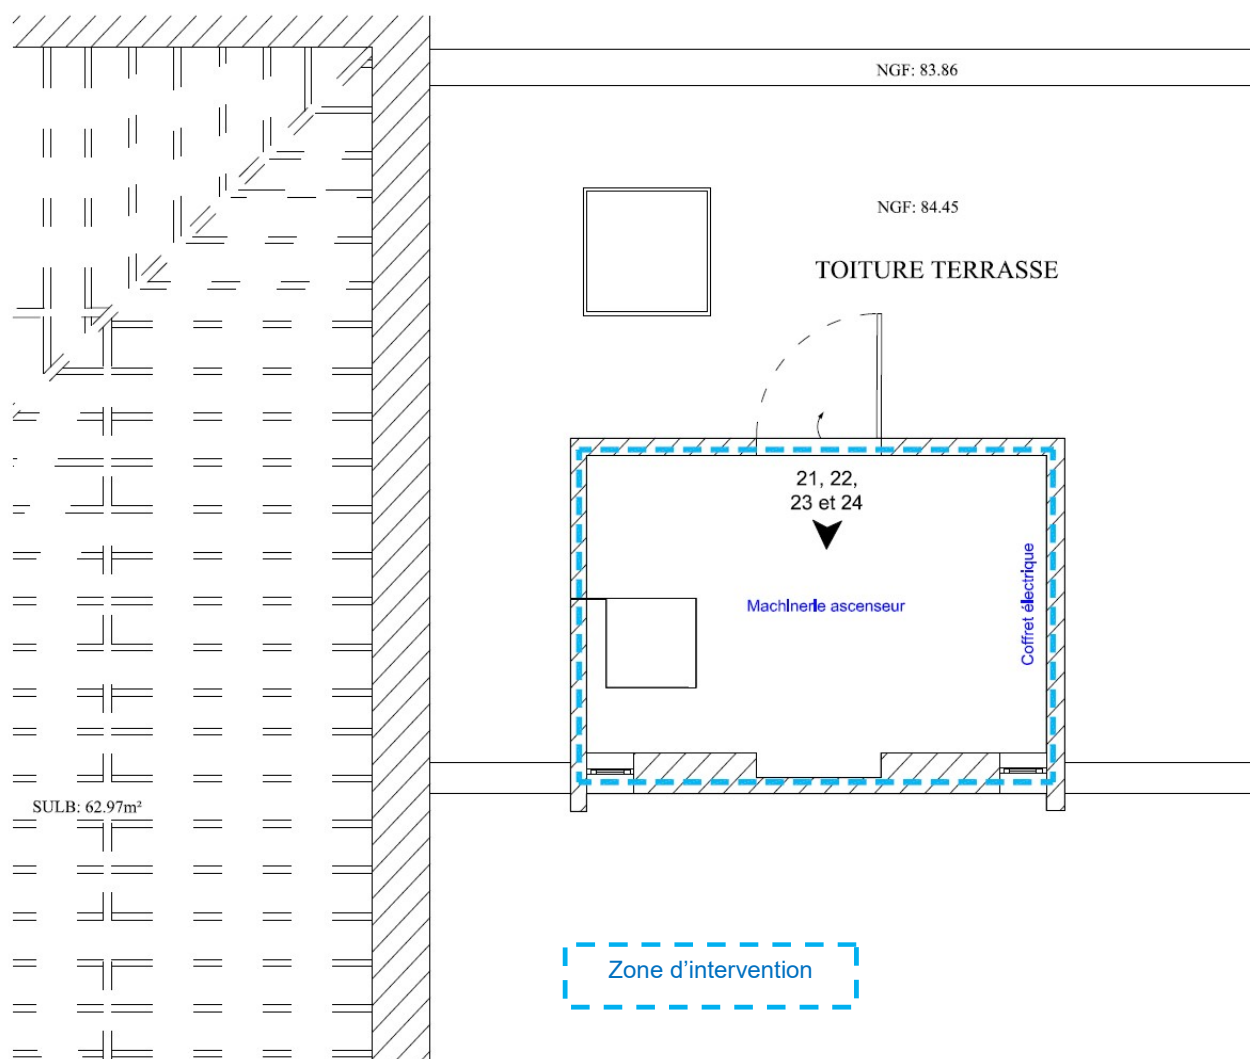 NGF: 83.86
NGF: 84.45
TOITURE TERRASSE
21, 22,
23 et 24
Machinerie ascenseur
Coffret électrique
SULB: 62.97m²
Zone d’intervention